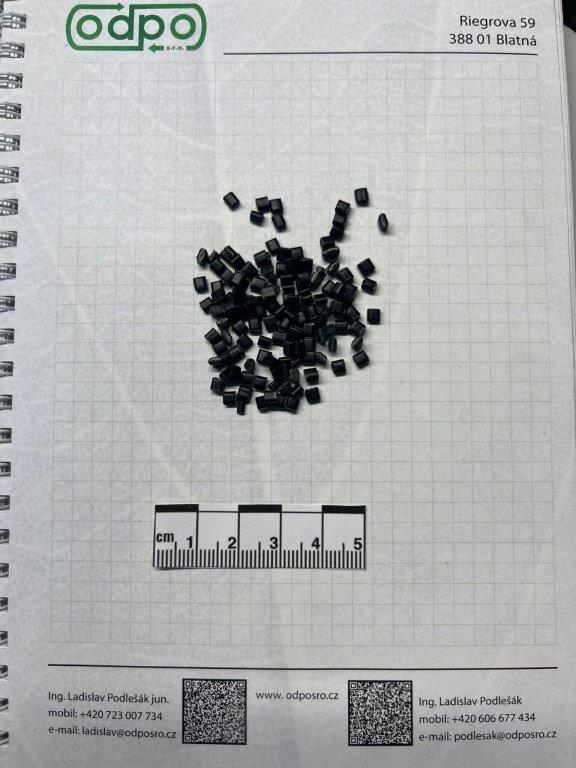 odpo
s.r.o.
Riegrova 59
388 01 Blatná
cm 1 2 3 4 5
Ing. Ladislav Podlešák jun.
mobil: +420 723 007 734
e-mail: ladislav@odposro.cz
www. odposro.cz
Ing. Ladislav Podlešák
mobil: +420 606 677 434
e-mail: podlesak@odposro.cz